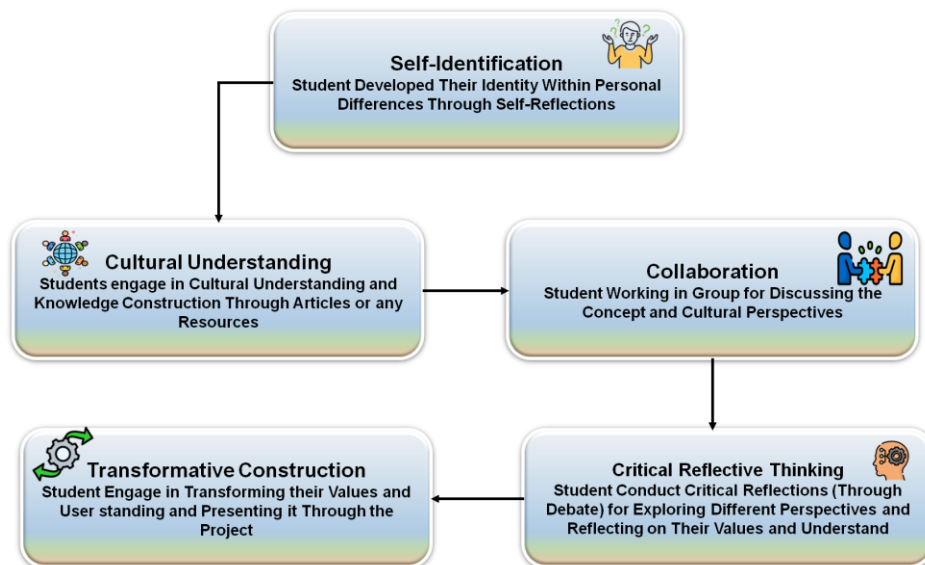 Self-Identification
Student Developed Their Identity Within Personal
Differences Through Self-Reflections
Cultural Understanding
Students engage in Cultural Understanding and
Knowledge Construction Through Articles or any
Resources
Collaboration
Student Working in Group for Discussing the
Concept and Cultural Perspectives
Transformative Construction
Student Engage in Transforming their Values and
User standing and Presenting it Through the
Project
Critical Reflective Thinking
Student Conduct Critical Reflections (Through
Debate) for Exploring Different Perspectives and
Reflecting on Their Values and Understand